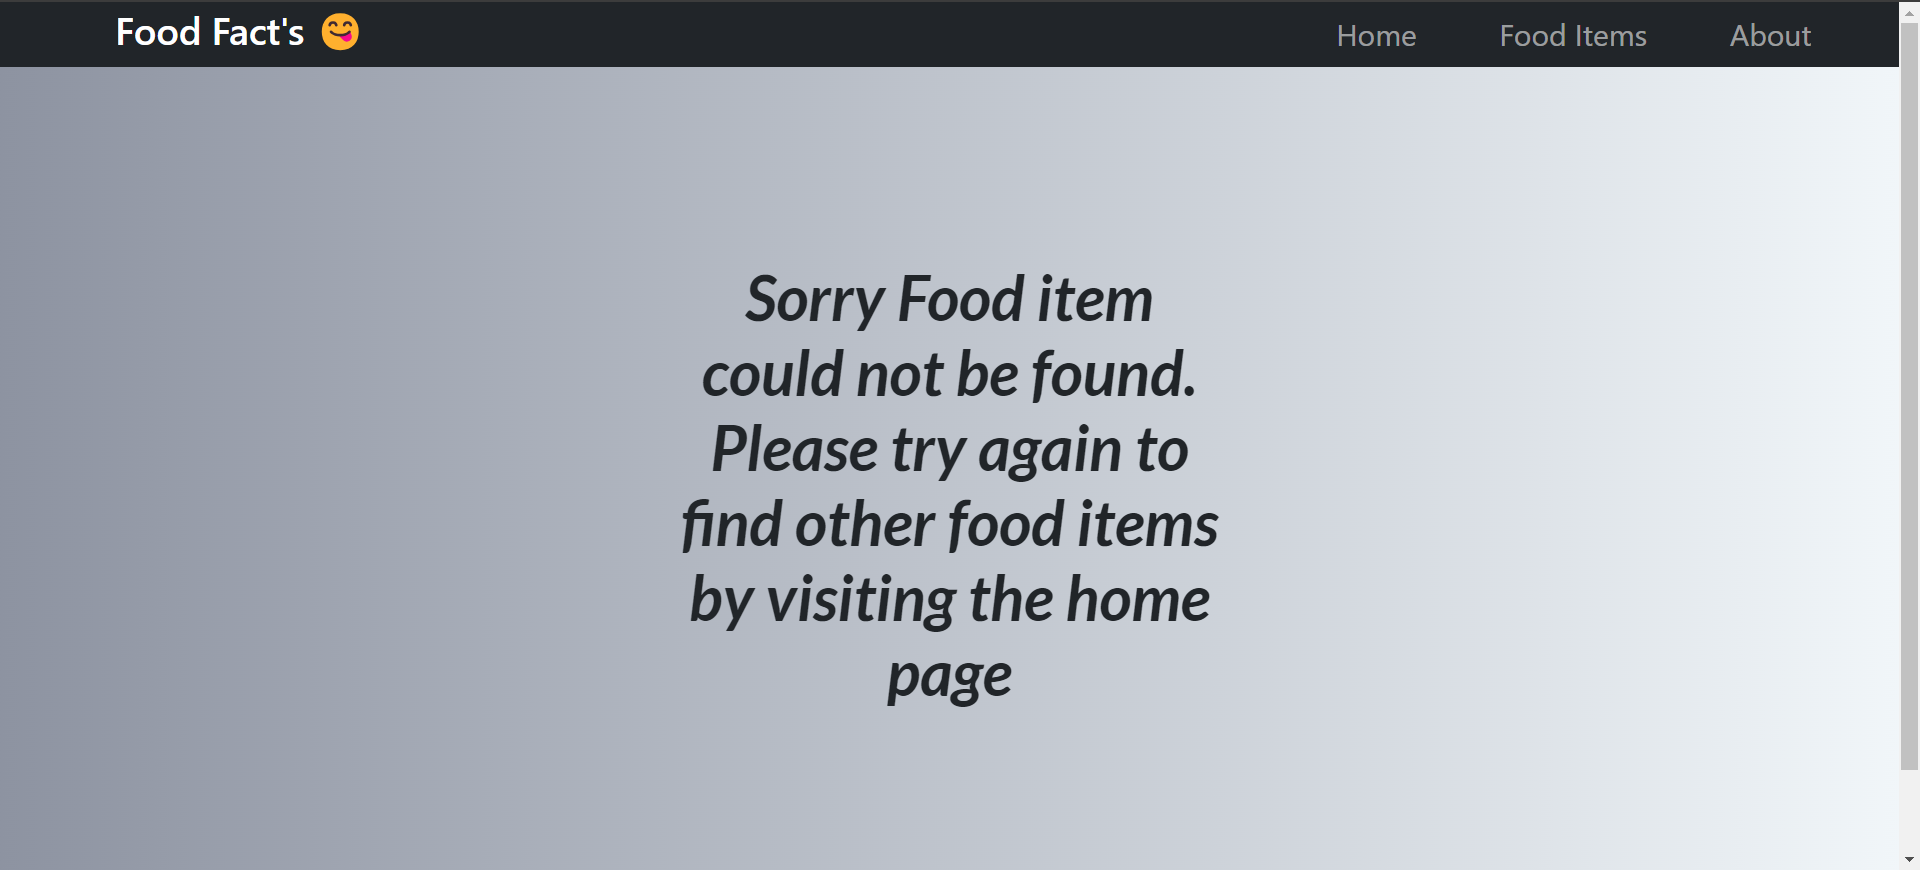 Food Fact's 😋
Home
Food Items
About
Sorry Food item
could not be found.
Please try again to
find other food items
by visiting the home
page